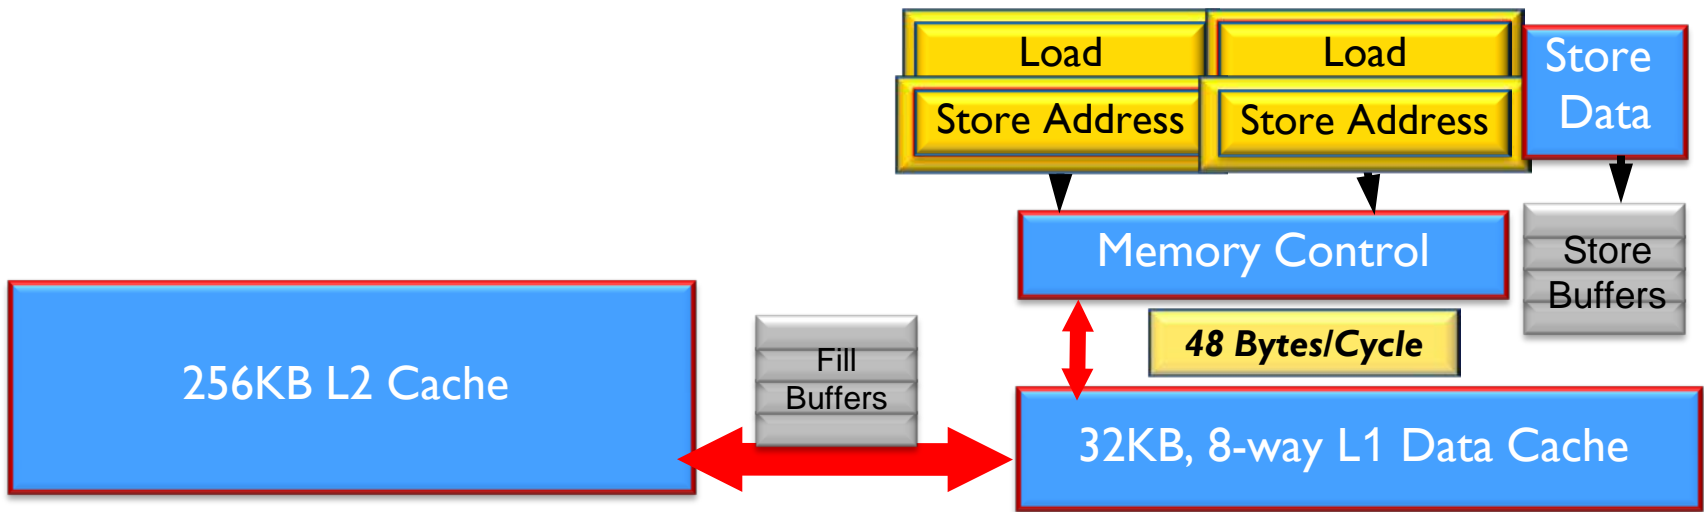 Load
Store Address
Load
Store Address
Store
Data
Memory Control
Store
Buffers
48 Bytes/Cycle
256KB L2 Cache
Fill
Buffers
32KB, 8-way L1 Data Cache